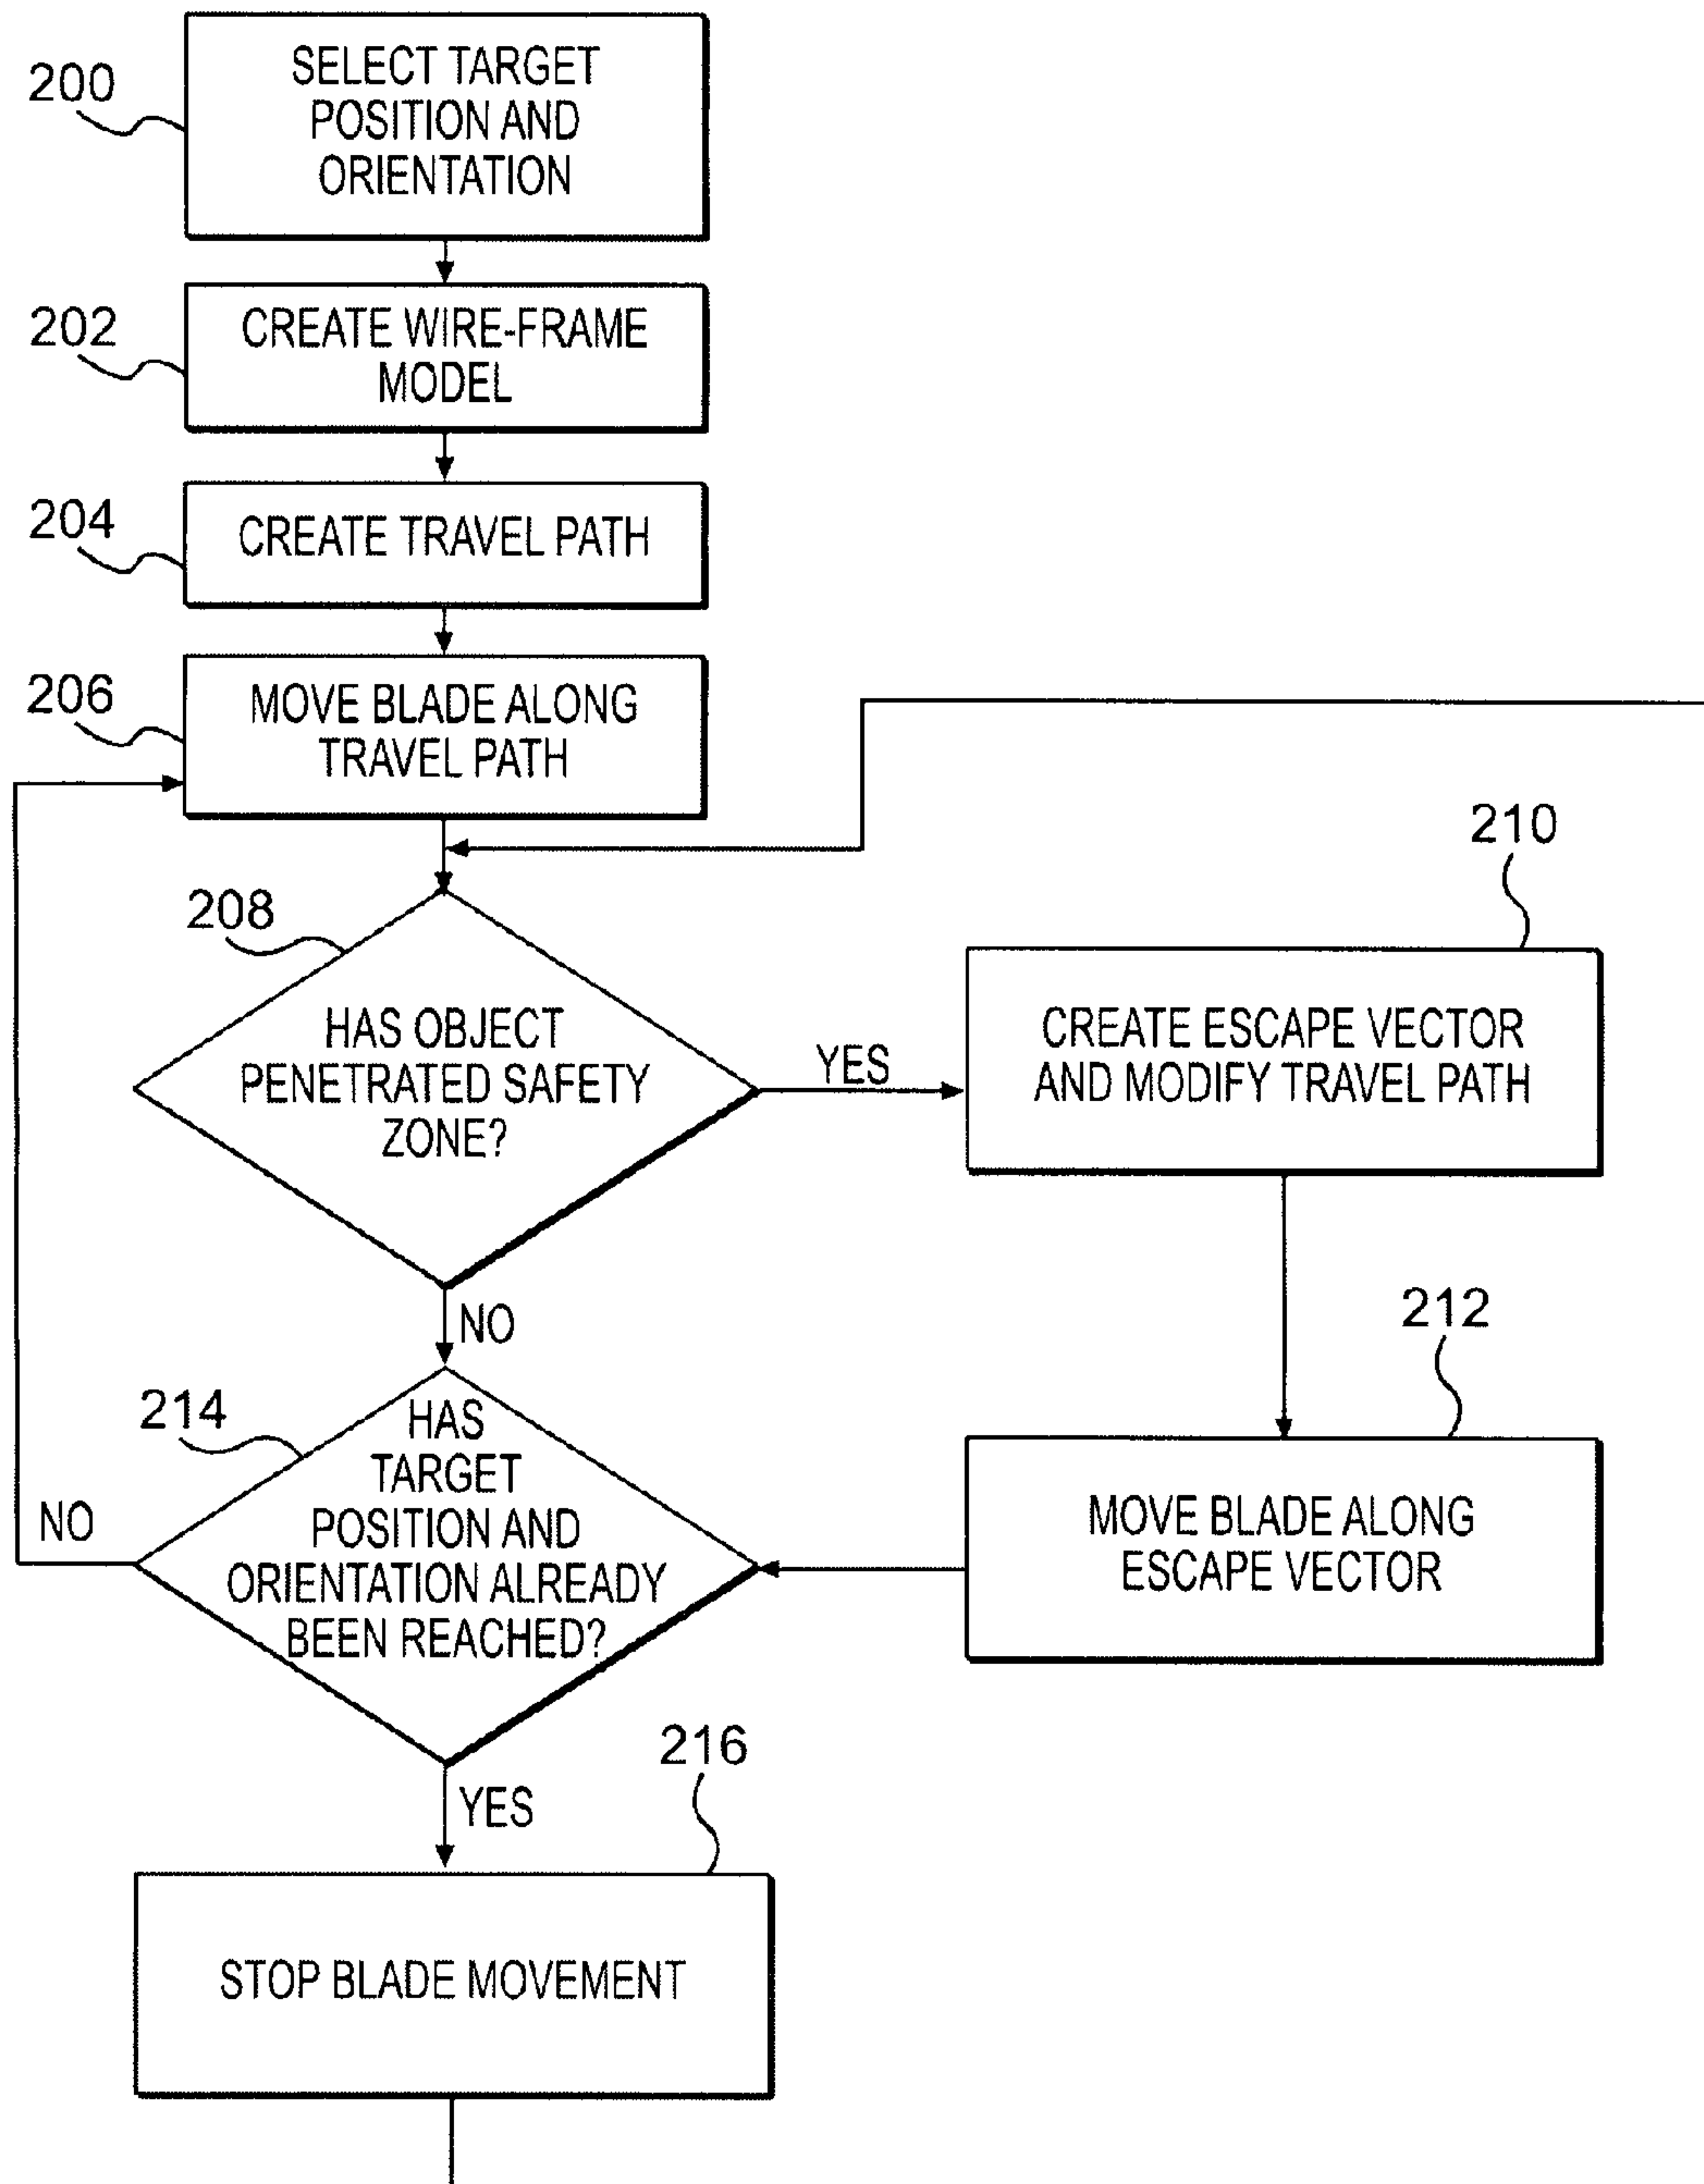 200
SELECT TARGET
POSITION AND
ORIENTATION
202
CREATE WIRE-FRAME
MODEL
204
CREATE TRAVEL PATH
206
MOVE BLADE ALONG
TRAVEL PATH
208
HAS OBJECT
PENETRATED SAFETY
ZONE?
YES
210
CREATE ESCAPE VECTOR
AND MODIFY TRAVEL PATH
NO
212
MOVE BLADE ALONG
ESCAPE VECTOR
214
HAS
TARGET
POSITION AND
ORIENTATION ALREADY
BEEN REACHED?
NO
YES
216
STOP BLADE MOVEMENT